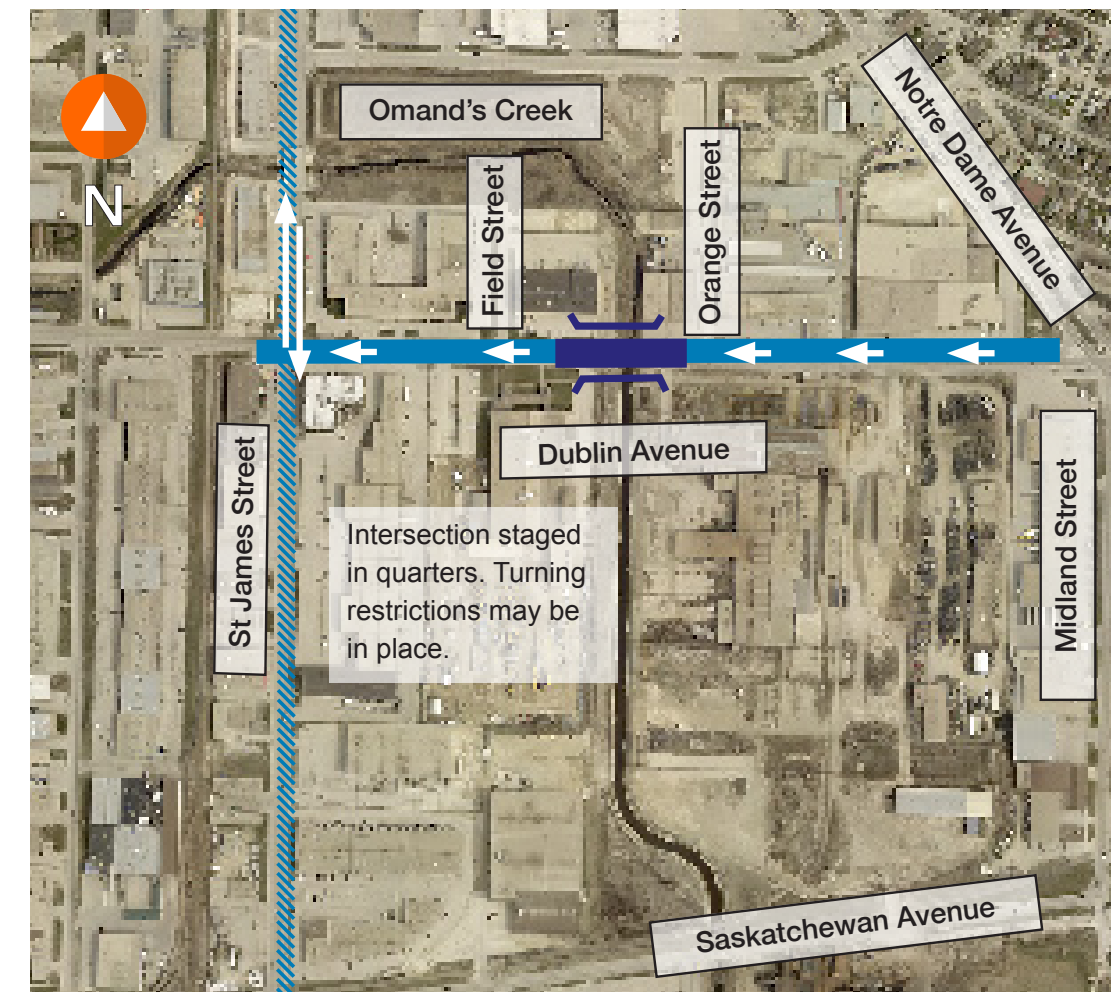 Omand's Creek
Notre Dame Avenue
N
Field Street
Orange Street
Dublin Avenue
St James Street
Midland Street
Intersection staged
in quarters. Turning
restrictions may be
in place.
Saskatchewan Avenue